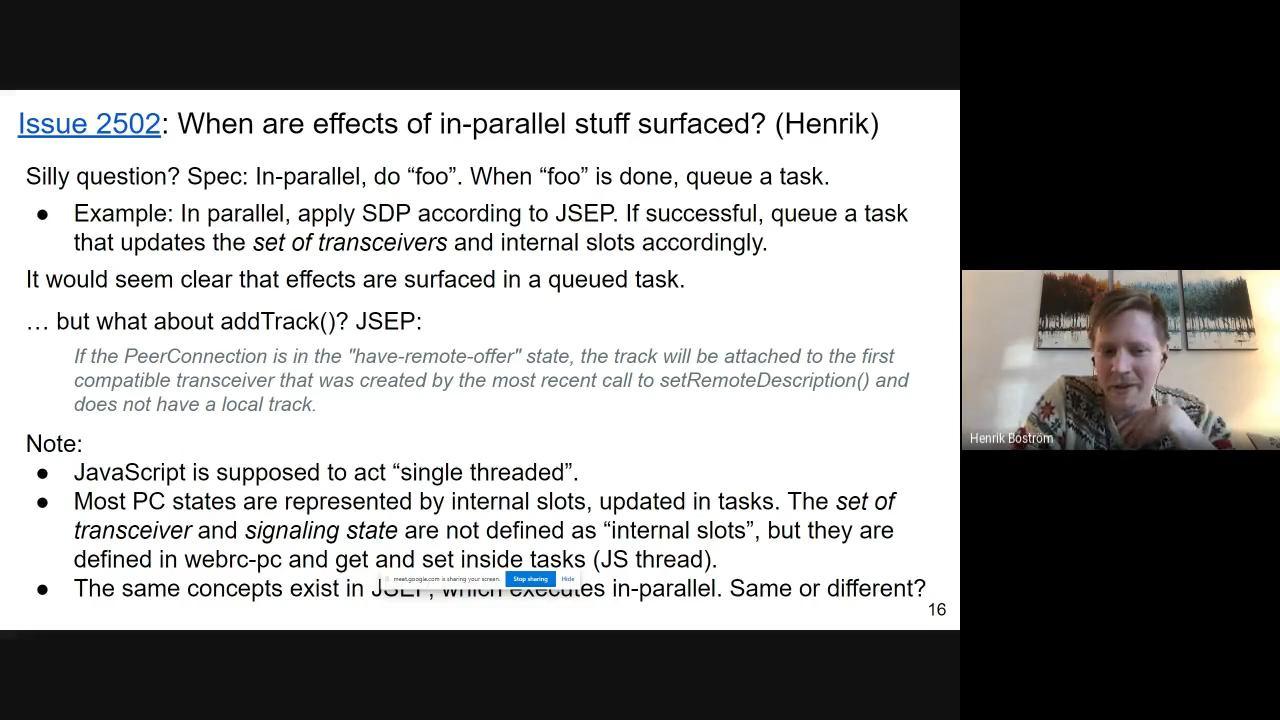 Issue 2502: When are effects of in-parallel stuff surfaced? (Henrik)
Silly question? Spec: In-parallel, do “foo”. When “foo” is done, queue a task.
● Example: In parallel, apply SDP according to JSEP. If successful, queue a task
that updates the set of transceivers and internal slots accordingly.
It would seem clear that effects are surfaced in a queued task.
… but what about addTrack()? JSEP:
If the PeerConnection is in the "have-remote-offer" state, the track will be attached to the first
compatible transceiver that was created by the most recent call to setRemoteDescription() and
does not have a local track.
Note:
● JavaScript is supposed to act “single threaded”.
● Most PC states are represented by internal slots, updated in tasks. The set of
transceiver and signaling state are not defined as “internal slots”, but they are
defined in webrc-pc and get and set inside tasks (JS thread).
meet.google.com is sharing your screen. Stop sharing Hide
● The same concepts exist in JSEP, which executes in-parallel. Same or different?
16
Henrik Boström